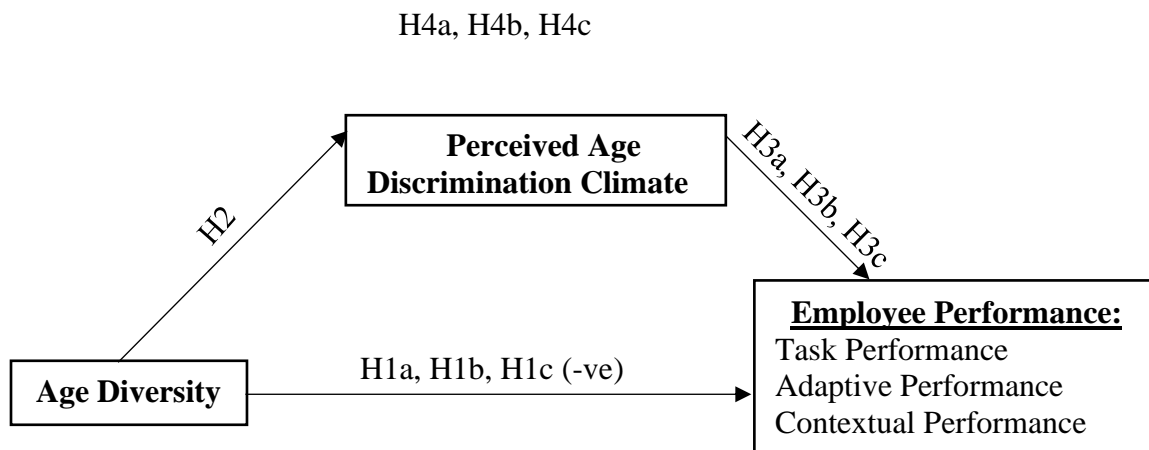 H4a, H4b, H4c
Perceived Age
Discrimination Climate
H3a, H3b, H3c
H2
Employee Performance:
Task Performance
H1a, H1b, H1c (-ve)
Adaptive Performance
Age Diversity
Contextual Performance